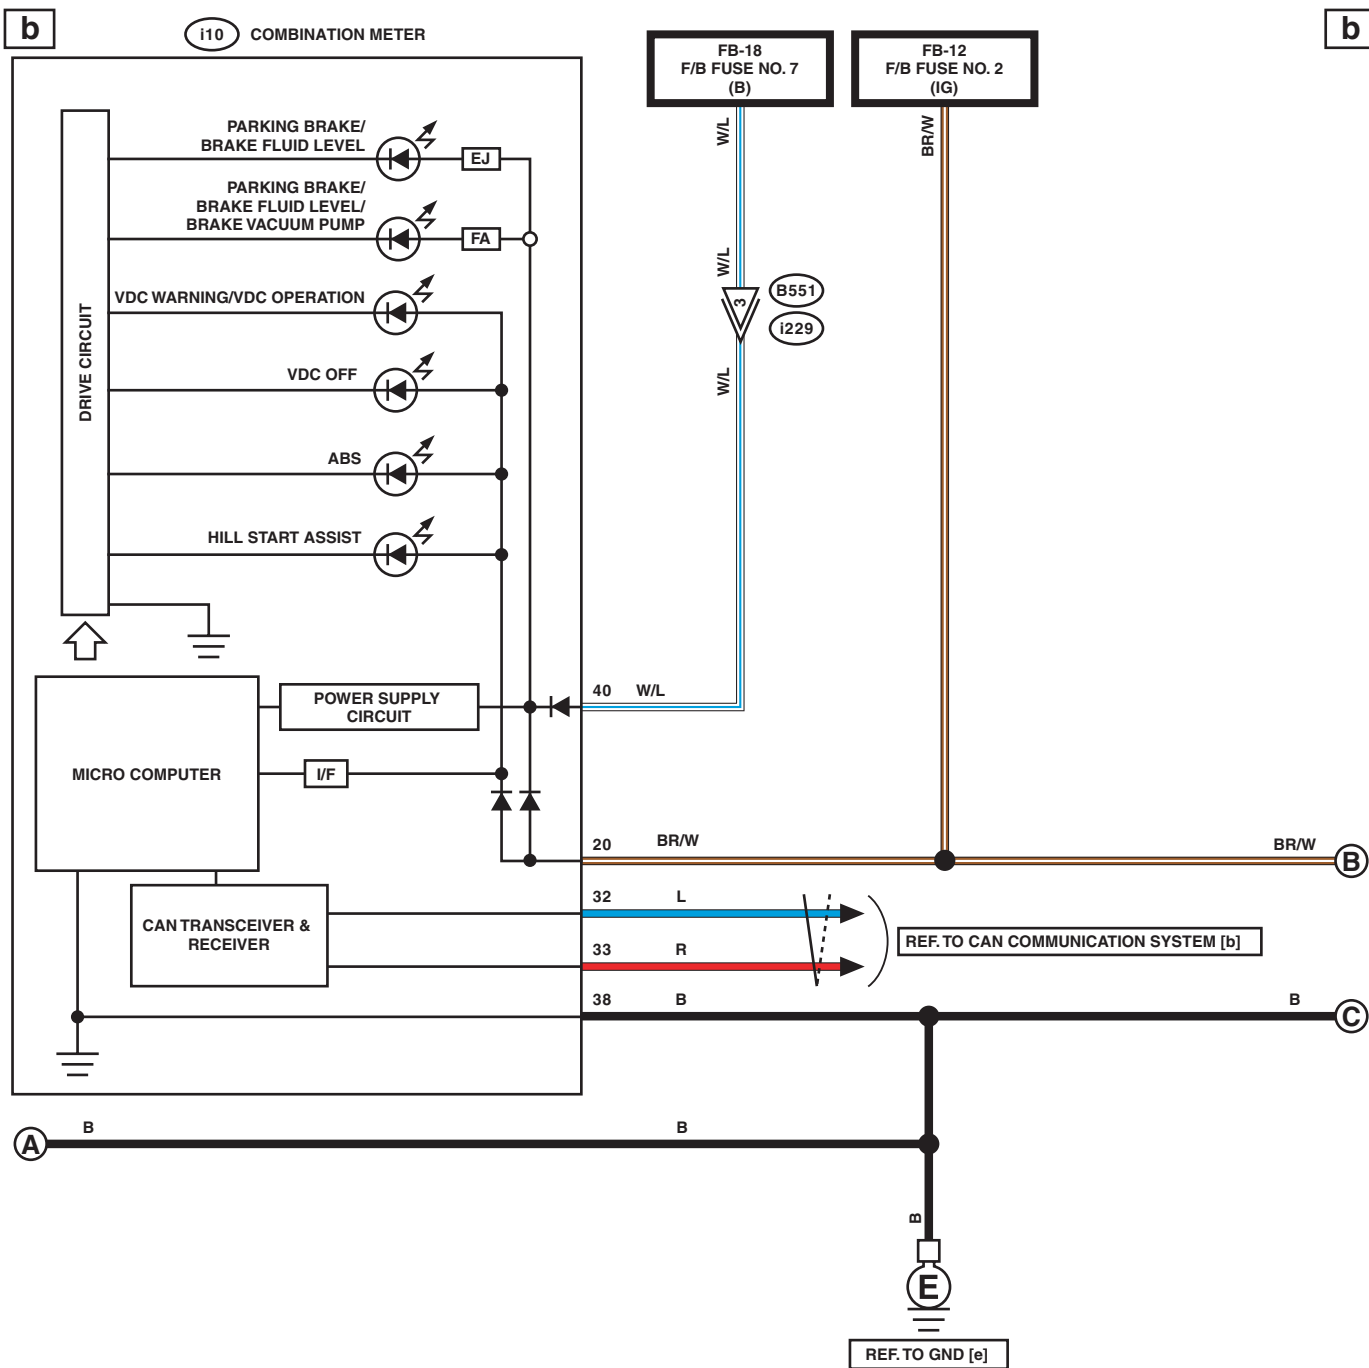 b
i10 COMBINATION METER
b
FB-18
F/B FUSE NO. 7
(B)
FB-12
F/B FUSE NO. 2
(IG)
W/L
BR/W
PARKING BRAKE/
BRAKE FLUID LEVEL
EJ
PARKING BRAKE/
BRAKE FLUID LEVEL/
BRAKE VACUUM PUMP
FA
W/L
VDC WARNING/VDC OPERATION
3
B551
i229
DRIVE CIRCUIT
VDC OFF
W/L
ABS
HILL START ASSIST
POWER SUPPLY
CIRCUIT
40 W/L
MICRO COMPUTER
I/F
20 BR/W
BR/W
B
CAN TRANSCEIVER &
RECEIVER
32 L
33 R
REF. TO CAN COMMUNICATION SYSTEM [b]
38 B
B
C
A
B
B
B
E
REF. TO GND [e]